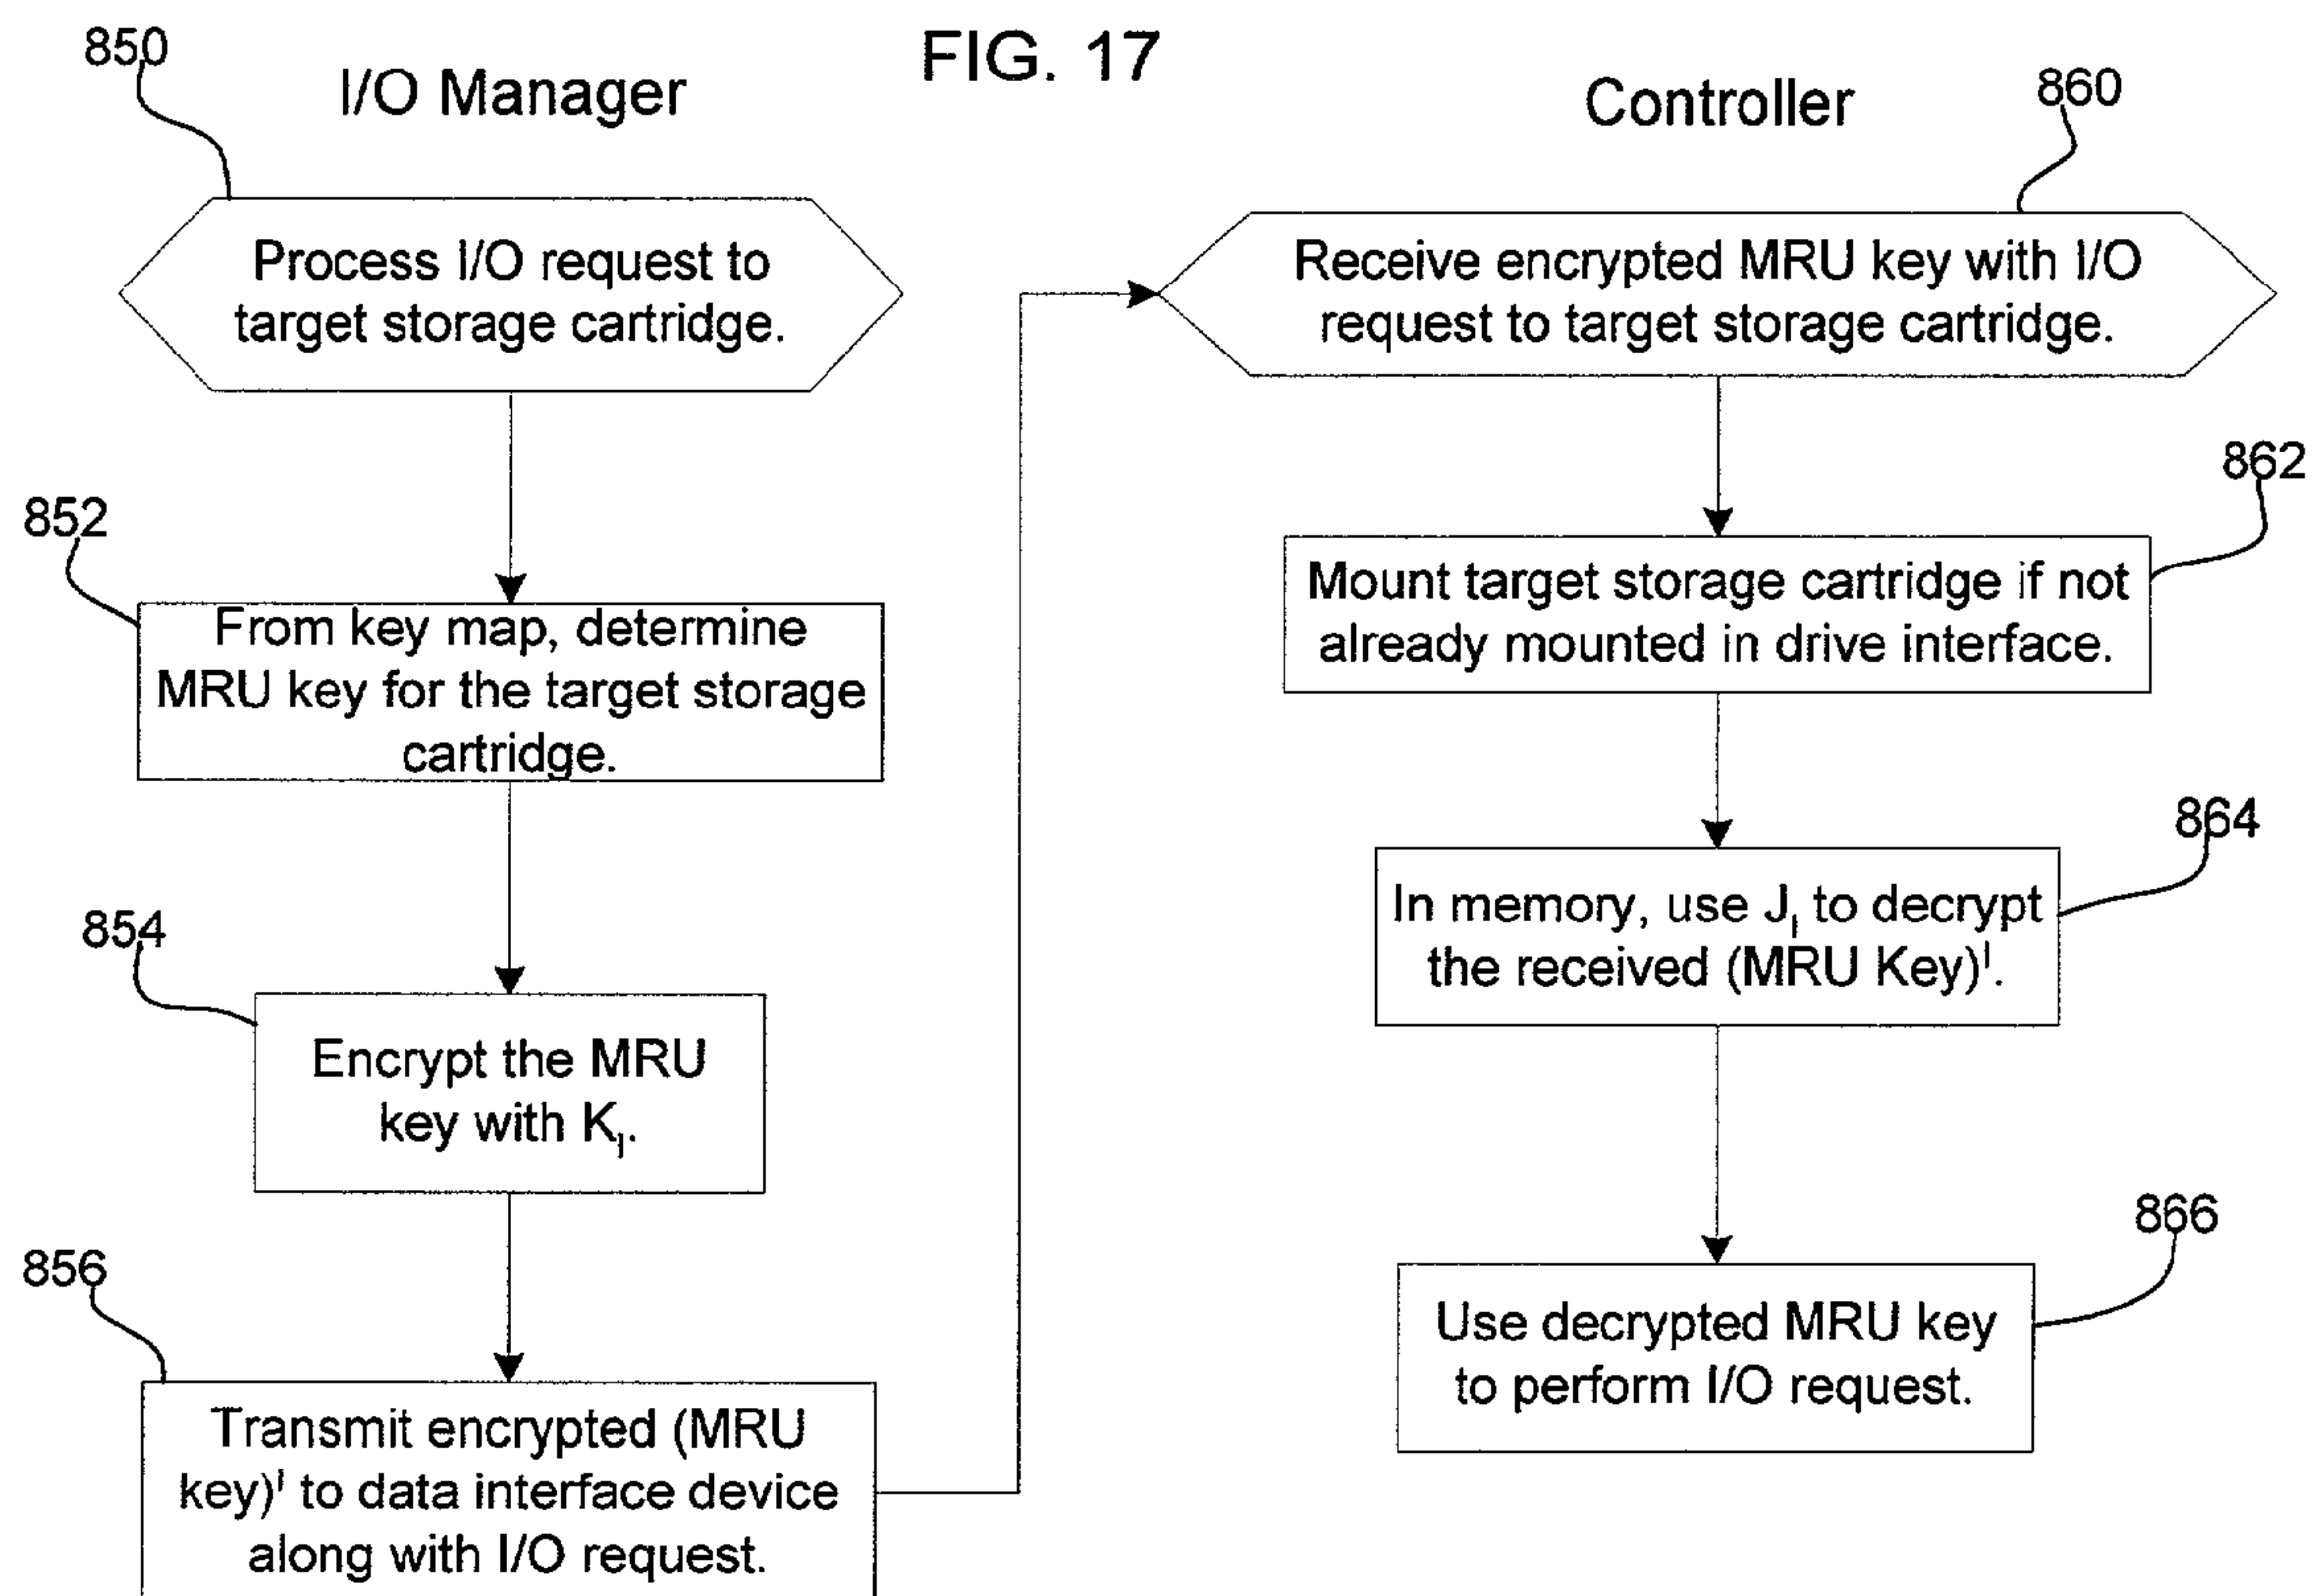 FIG. 17
850
I/O Manager
Process I/O request to
target storage cartridge.
852
From key map, determine
MRU key for the target storage
cartridge.
854
Encrypt the MRU
key with K_I.
856
Transmit encrypted (MRU
key)^I to data interface device
along with I/O request.
Controller
860
Receive encrypted MRU key with I/O
request to target storage cartridge.
862
Mount target storage cartridge if not
already mounted in drive interface.
864
In memory, use J_I to decrypt
the received (MRU Key)^I.
866
Use decrypted MRU key
to perform I/O request.